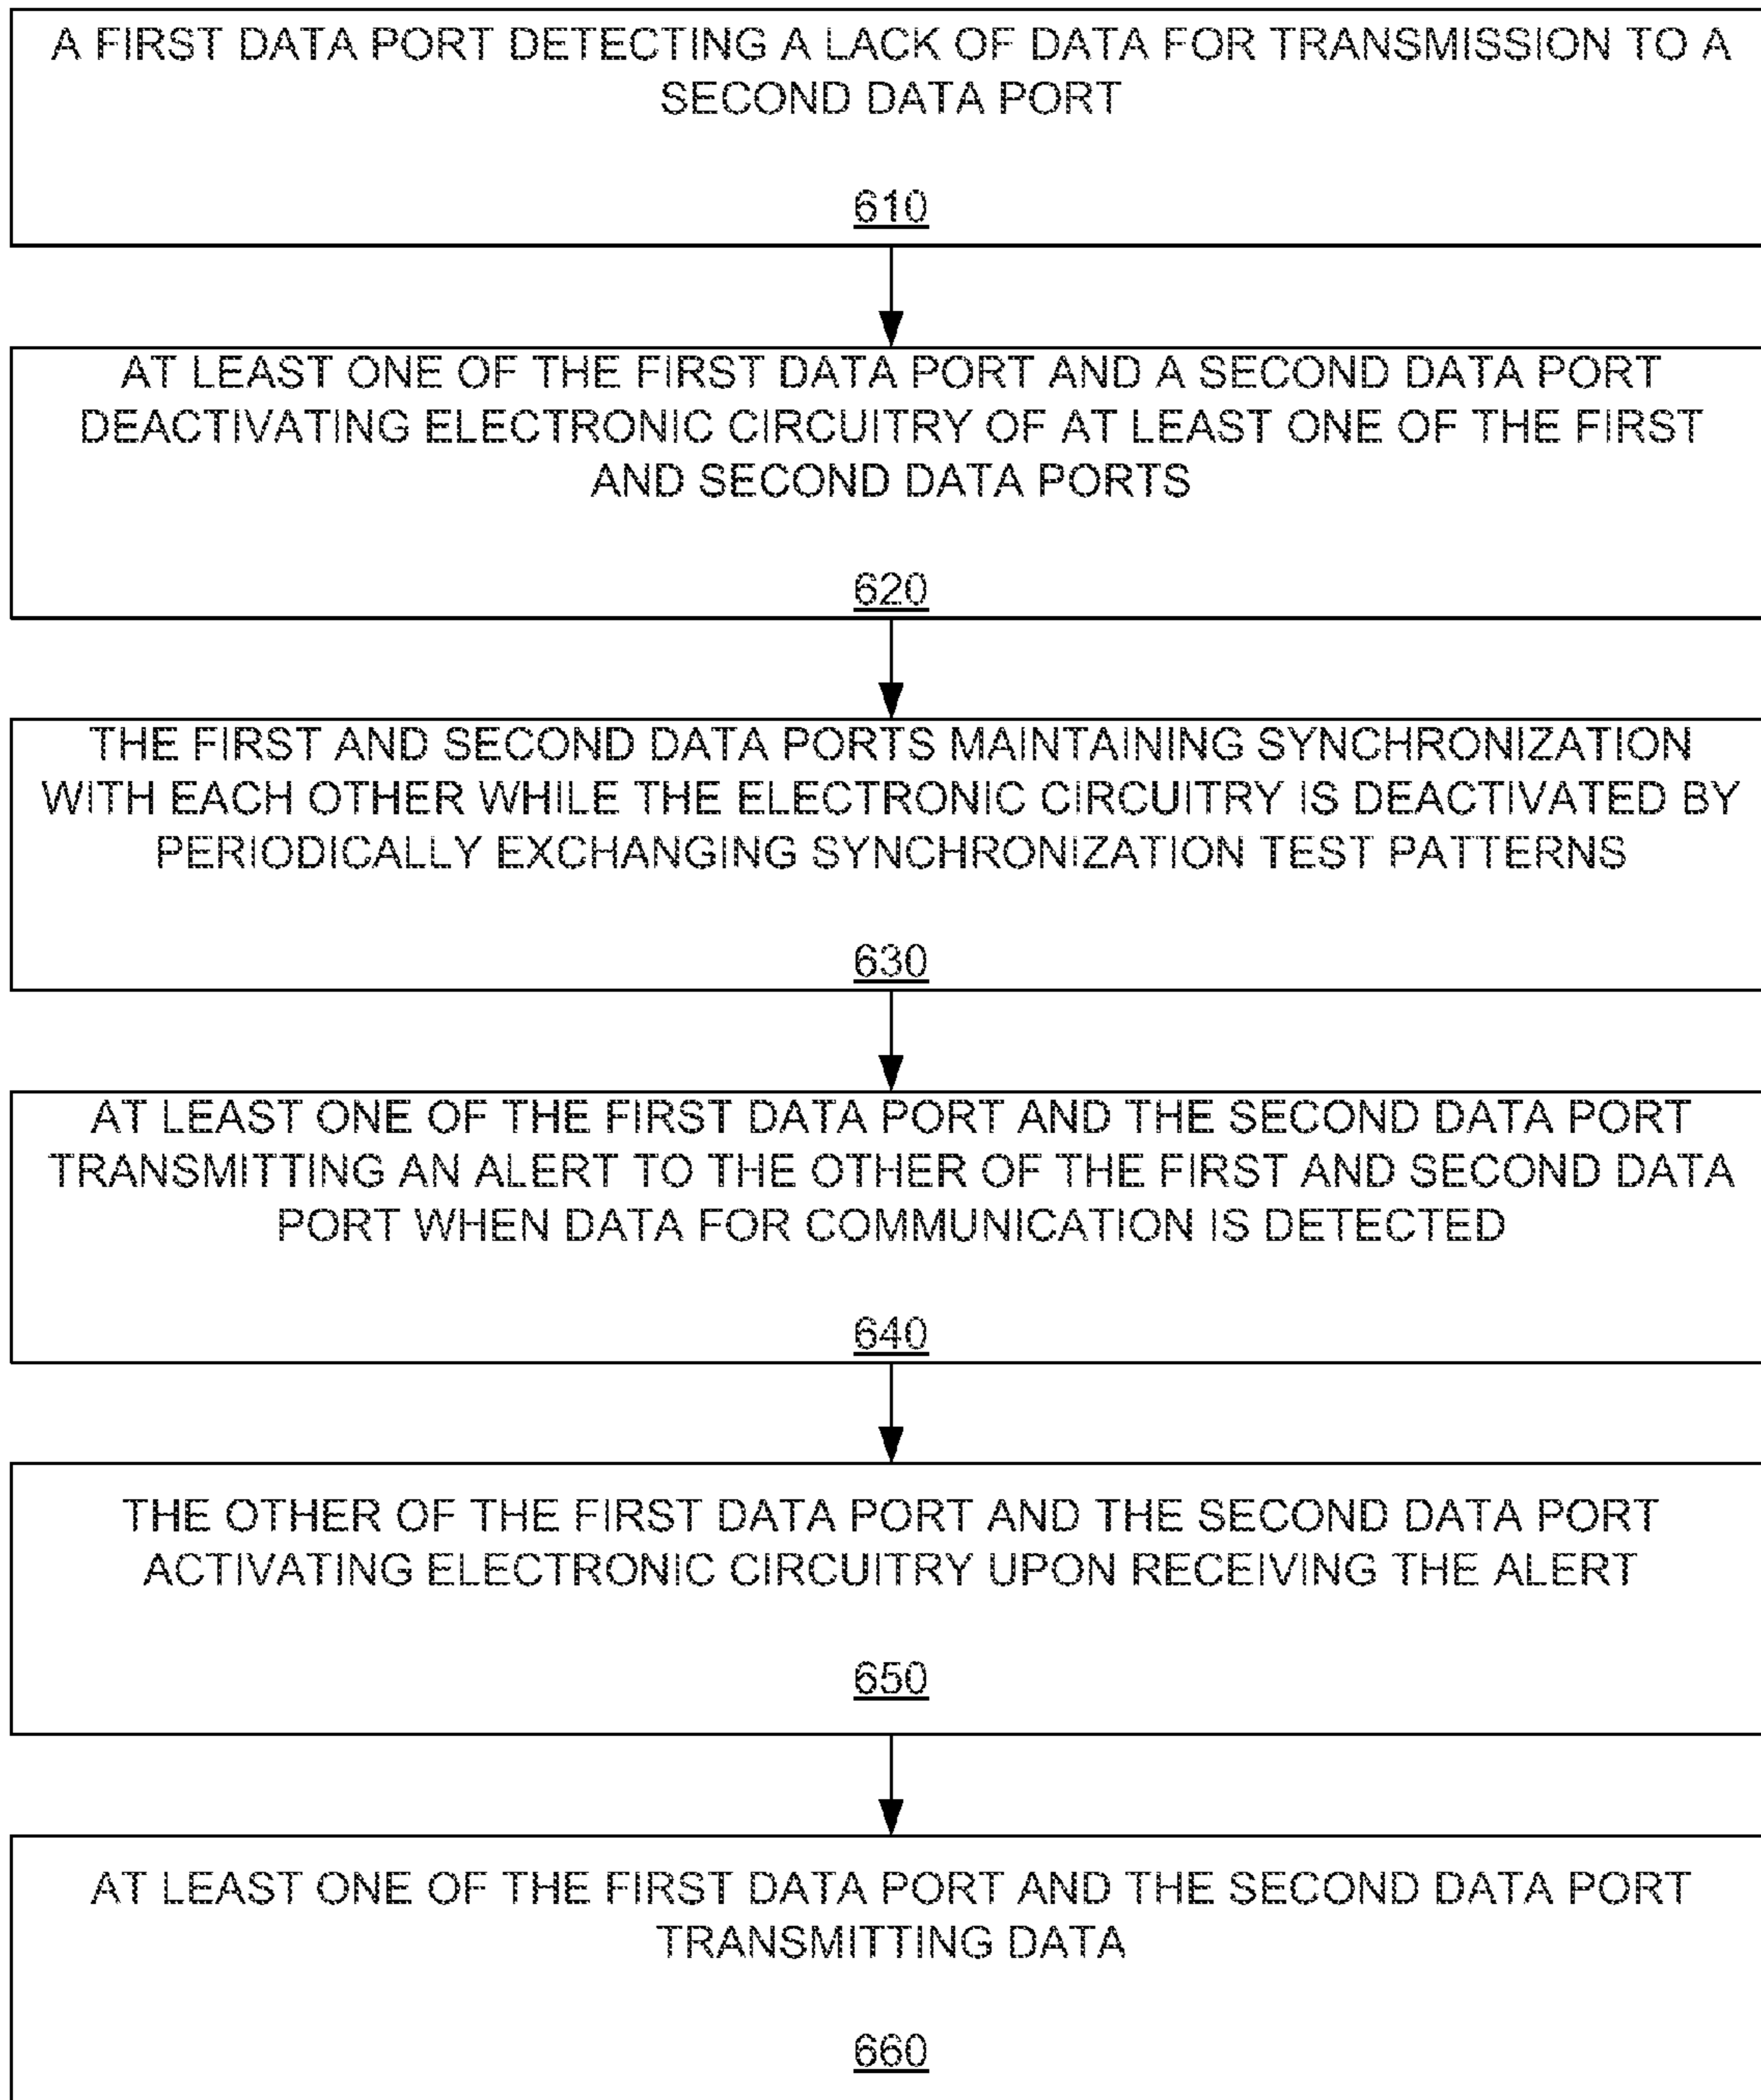 A FIRST DATA PORT DETECTING A LACK OF DATA FOR TRANSMISSION TO A
SECOND DATA PORT
610
AT LEAST ONE OF THE FIRST DATA PORT AND A SECOND DATA PORT
DEACTIVATING ELECTRONIC CIRCUITRY OF AT LEAST ONE OF THE FIRST
AND SECOND DATA PORTS
620
THE FIRST AND SECOND DATA PORTS MAINTAINING SYNCHRONIZATION
WITH EACH OTHER WHILE THE ELECTRONIC CIRCUITRY IS DEACTIVATED BY
PERIODICALLY EXCHANGING SYNCHRONIZATION TEST PATTERNS
630
AT LEAST ONE OF THE FIRST DATA PORT AND THE SECOND DATA PORT
TRANSMITTING AN ALERT TO THE OTHER OF THE FIRST AND SECOND DATA
PORT WHEN DATA FOR COMMUNICATION IS DETECTED
640
THE OTHER OF THE FIRST DATA PORT AND THE SECOND DATA PORT
ACTIVATING ELECTRONIC CIRCUITRY UPON RECEIVING THE ALERT
650
AT LEAST ONE OF THE FIRST DATA PORT AND THE SECOND DATA PORT
TRANSMITTING DATA
660